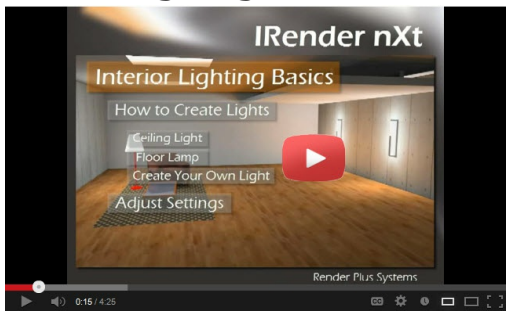 IRender nXt
Interior Lighting Basics
How to Create Lights
Ceiling Light
Floor Lamp
Create Your Own Light
Adjust Settings
Render Plus Systems
0:15 / 4:25
CC